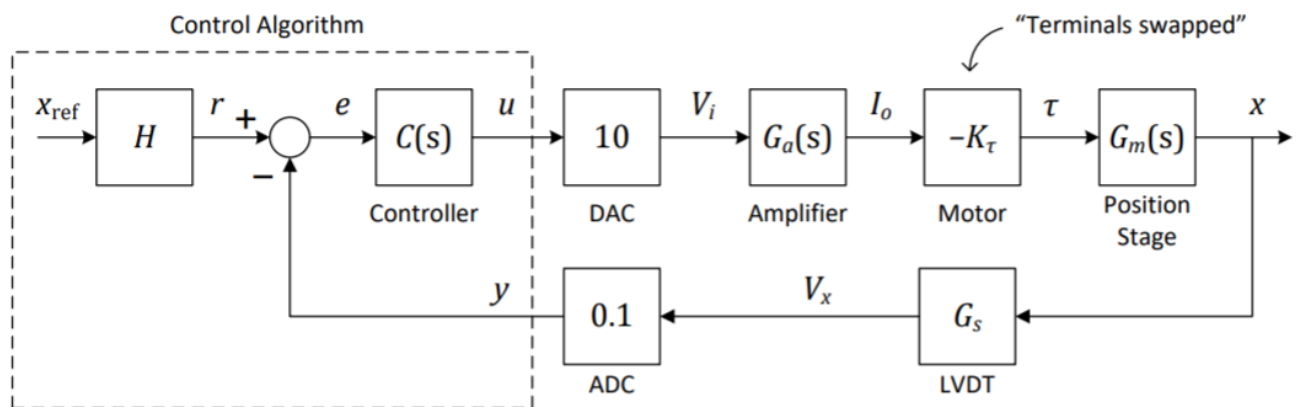 Control Algorithm
“Terminals swapped”
x_ref
H
r
+
−
e
C(s)
u
10
V_i
G_a(s)
I_o
−K_τ
τ
G_m(s)
x
Controller
DAC
Amplifier
Motor
Position
Stage
y
0.1
V_x
G_s
ADC
LVDT